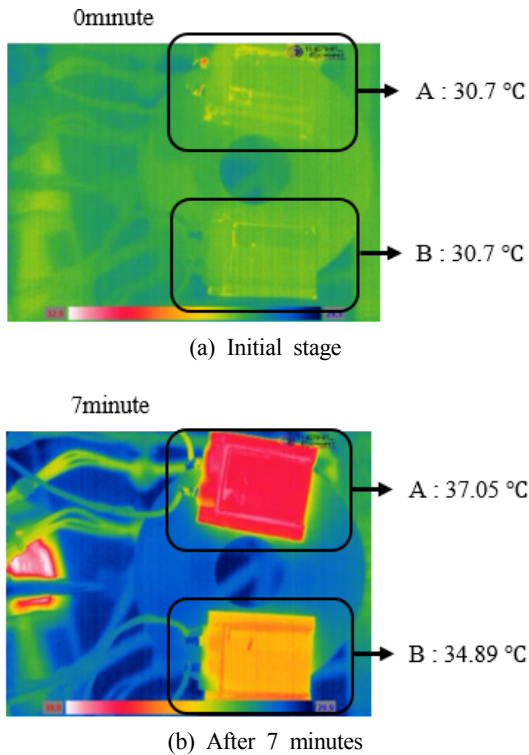 0minute
A : 30.7 ℃
B : 30.7 ℃
(a) Initial stage
7minute
A : 37.05 ℃
B : 34.89 ℃
(b) After 7 minutes